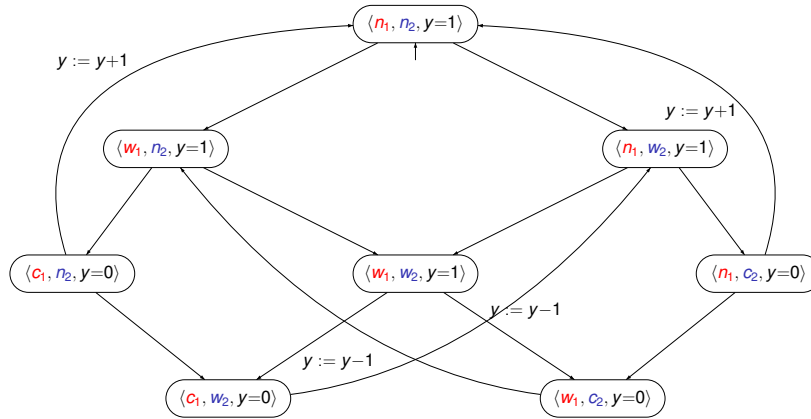 ⟨n₁, n₂, y=1⟩
y := y+1
y := y+1
⟨w₁, n₂, y=1⟩
⟨n₁, w₂, y=1⟩
⟨c₁, n₂, y=0⟩
⟨w₁, w₂, y=1⟩
⟨n₁, c₂, y=0⟩
y := y−1
y := y−1
⟨c₁, w₂, y=0⟩
⟨w₁, c₂, y=0⟩